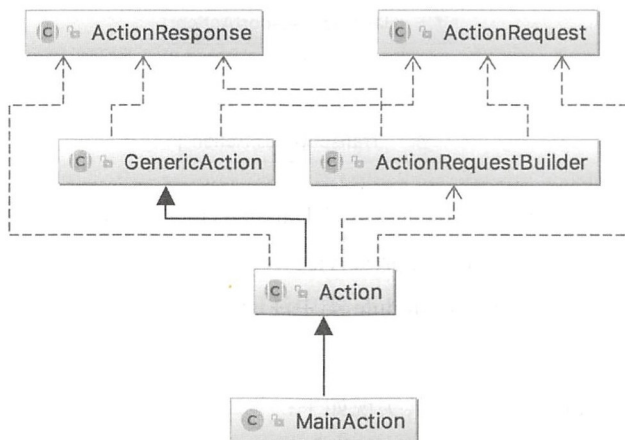 C ActionResponse
C ActionRequest
C GenericAction
C ActionRequestBuilder
C Action
C MainAction